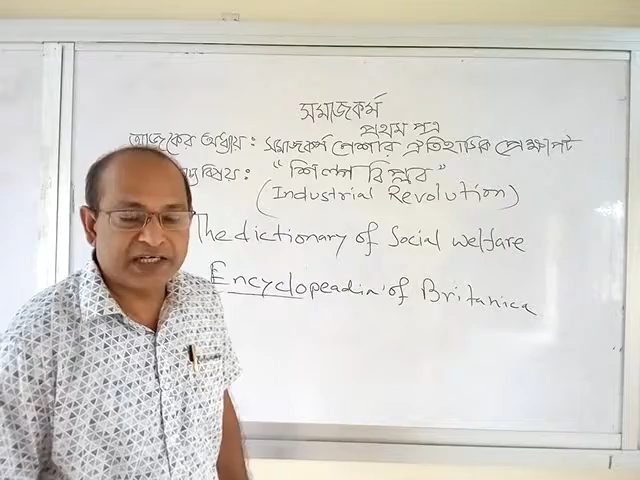 সমাজকর্ম
প্রথম পত্র
আজকের অধ্যায় : সমাজকর্ম পেশার ঐতিহাসিক প্রেক্ষাপট
বিষয় : "শিল্প বিপ্লব"
(Industrial Revolution)
The dictionary of Social welfare
Encyclopeadia of Britanica